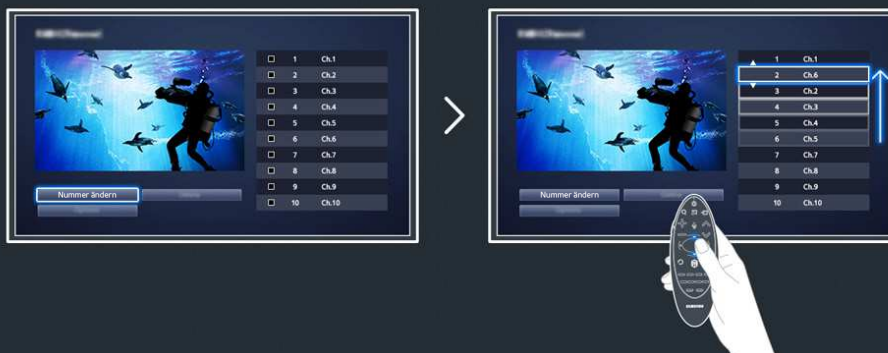 1 Ch.1
2 Ch.2
3 Ch.3
4 Ch.4
5 Ch.5
6 Ch.6
7 Ch.7
8 Ch.8
9 Ch.9
10 Ch.10
Nummer ändern
1 Ch.1
2 Ch.6
3 Ch.2
4 Ch.3
5 Ch.4
6 Ch.5
7 Ch.7
8 Ch.8
9 Ch.9
10 Ch.10
Nummer ändern
SAMSUNG